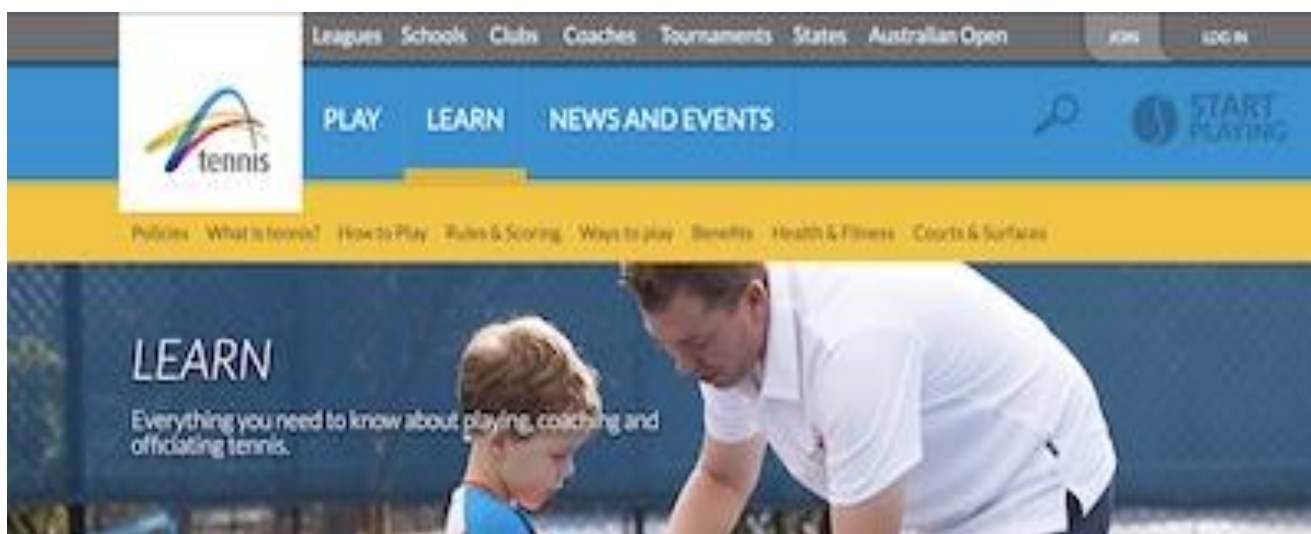 Leagues Schools Clubs Coaches Tournaments States Australian Open JOIN LOG IN
PLAY LEARN NEWS AND EVENTS
START
PLAYING
tennis
Policies What is tennis? How to Play Rules & Scoring Ways to play Benefits Health & Fitness Courts & Surfaces
LEARN
Everything you need to know about playing, coaching and
officiating tennis.